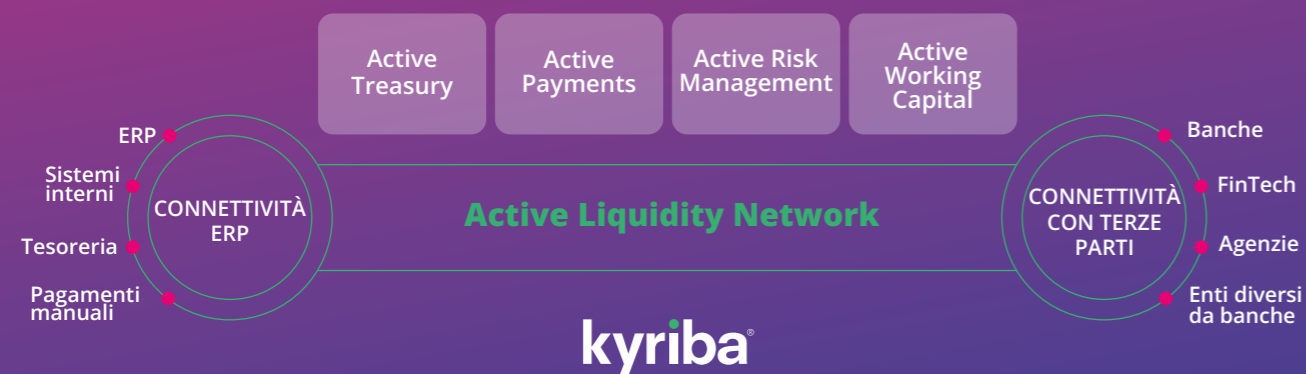 Active
Treasury
Active
Payments
Active Risk
Management
Active
Working
Capital
ERP
Sistemi
interni
Tesoreria
Pagamenti
manuali
CONNETTIVITÀ
ERP
Active Liquidity Network
CONNETTIVITÀ
CON TERZE
PARTI
Banche
FinTech
Agenzie
Enti diversi
da banche
kyriba®